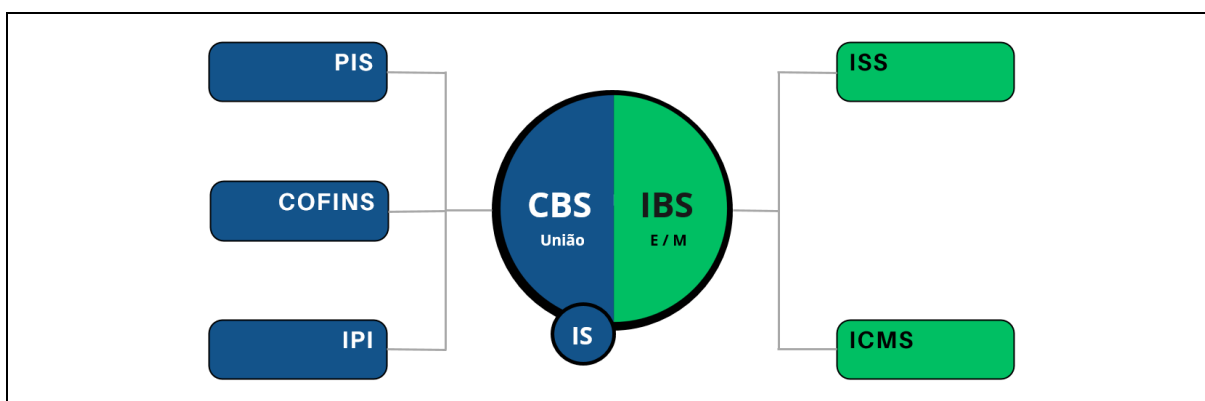 PIS
COFINS
IPI
CBS
União
IBS
E / M
IS
ISS
ICMS